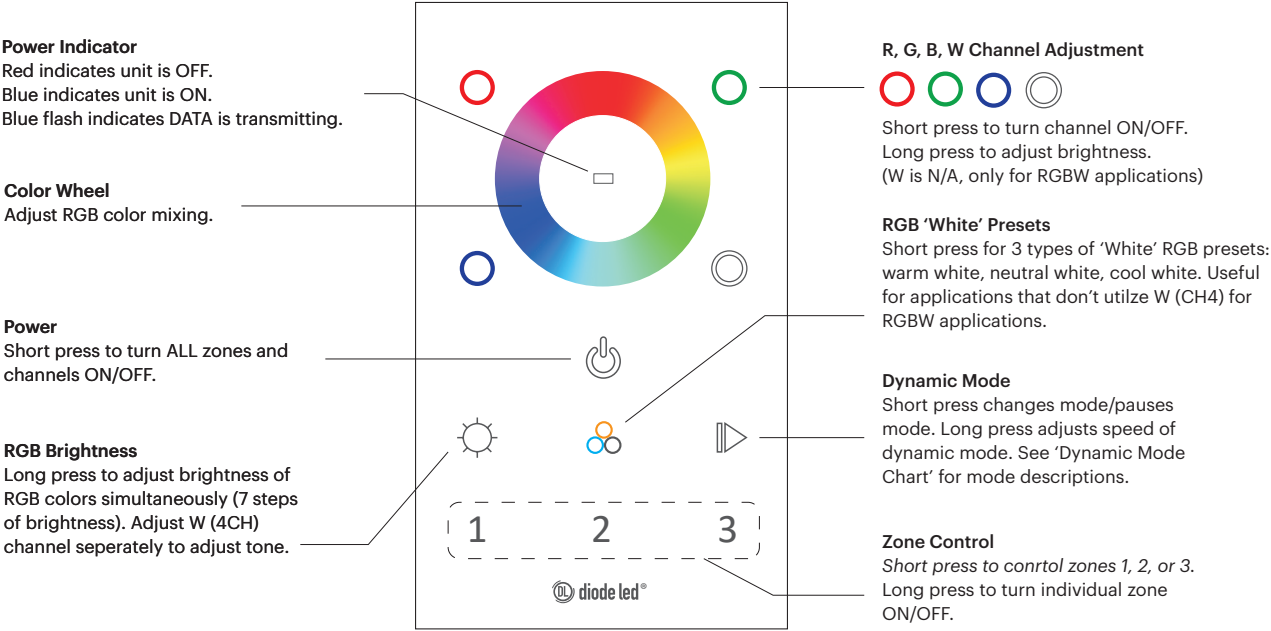 Power Indicator
Red indicates unit is OFF.
Blue indicates unit is ON.
Blue flash indicates DATA is transmitting.
Color Wheel
Adjust RGB color mixing.
Power
Short press to turn ALL zones and
channels ON/OFF.
RGB Brightness
Long press to adjust brightness of
RGB colors simultaneously (7 steps
of brightness). Adjust W (4CH)
channel seperately to adjust tone.
1 2 3
DL diode led®
R, G, B, W Channel Adjustment
Short press to turn channel ON/OFF.
Long press to adjust brightness.
(W is N/A, only for RGBW applications)
RGB ‘White’ Presets
Short press for 3 types of ‘White’ RGB presets:
warm white, neutral white, cool white. Useful
for applications that don’t utilze W (CH4) for
RGBW applications.
Dynamic Mode
Short press changes mode/pauses
mode. Long press adjusts speed of
dynamic mode. See ‘Dynamic Mode
Chart’ for mode descriptions.
Zone Control
Short press to conrtol zones 1, 2, or 3.
Long press to turn individual zone
ON/OFF.